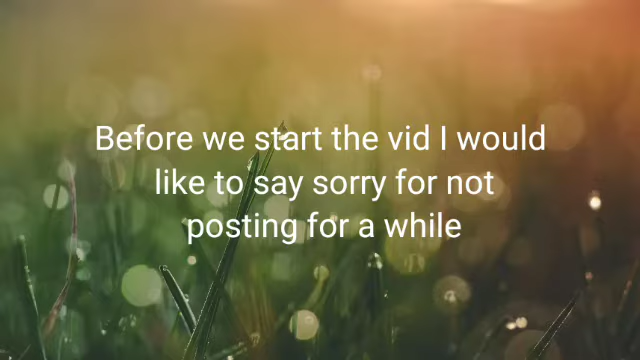 Before we start the vid I would
like to say sorry for not
posting for a while